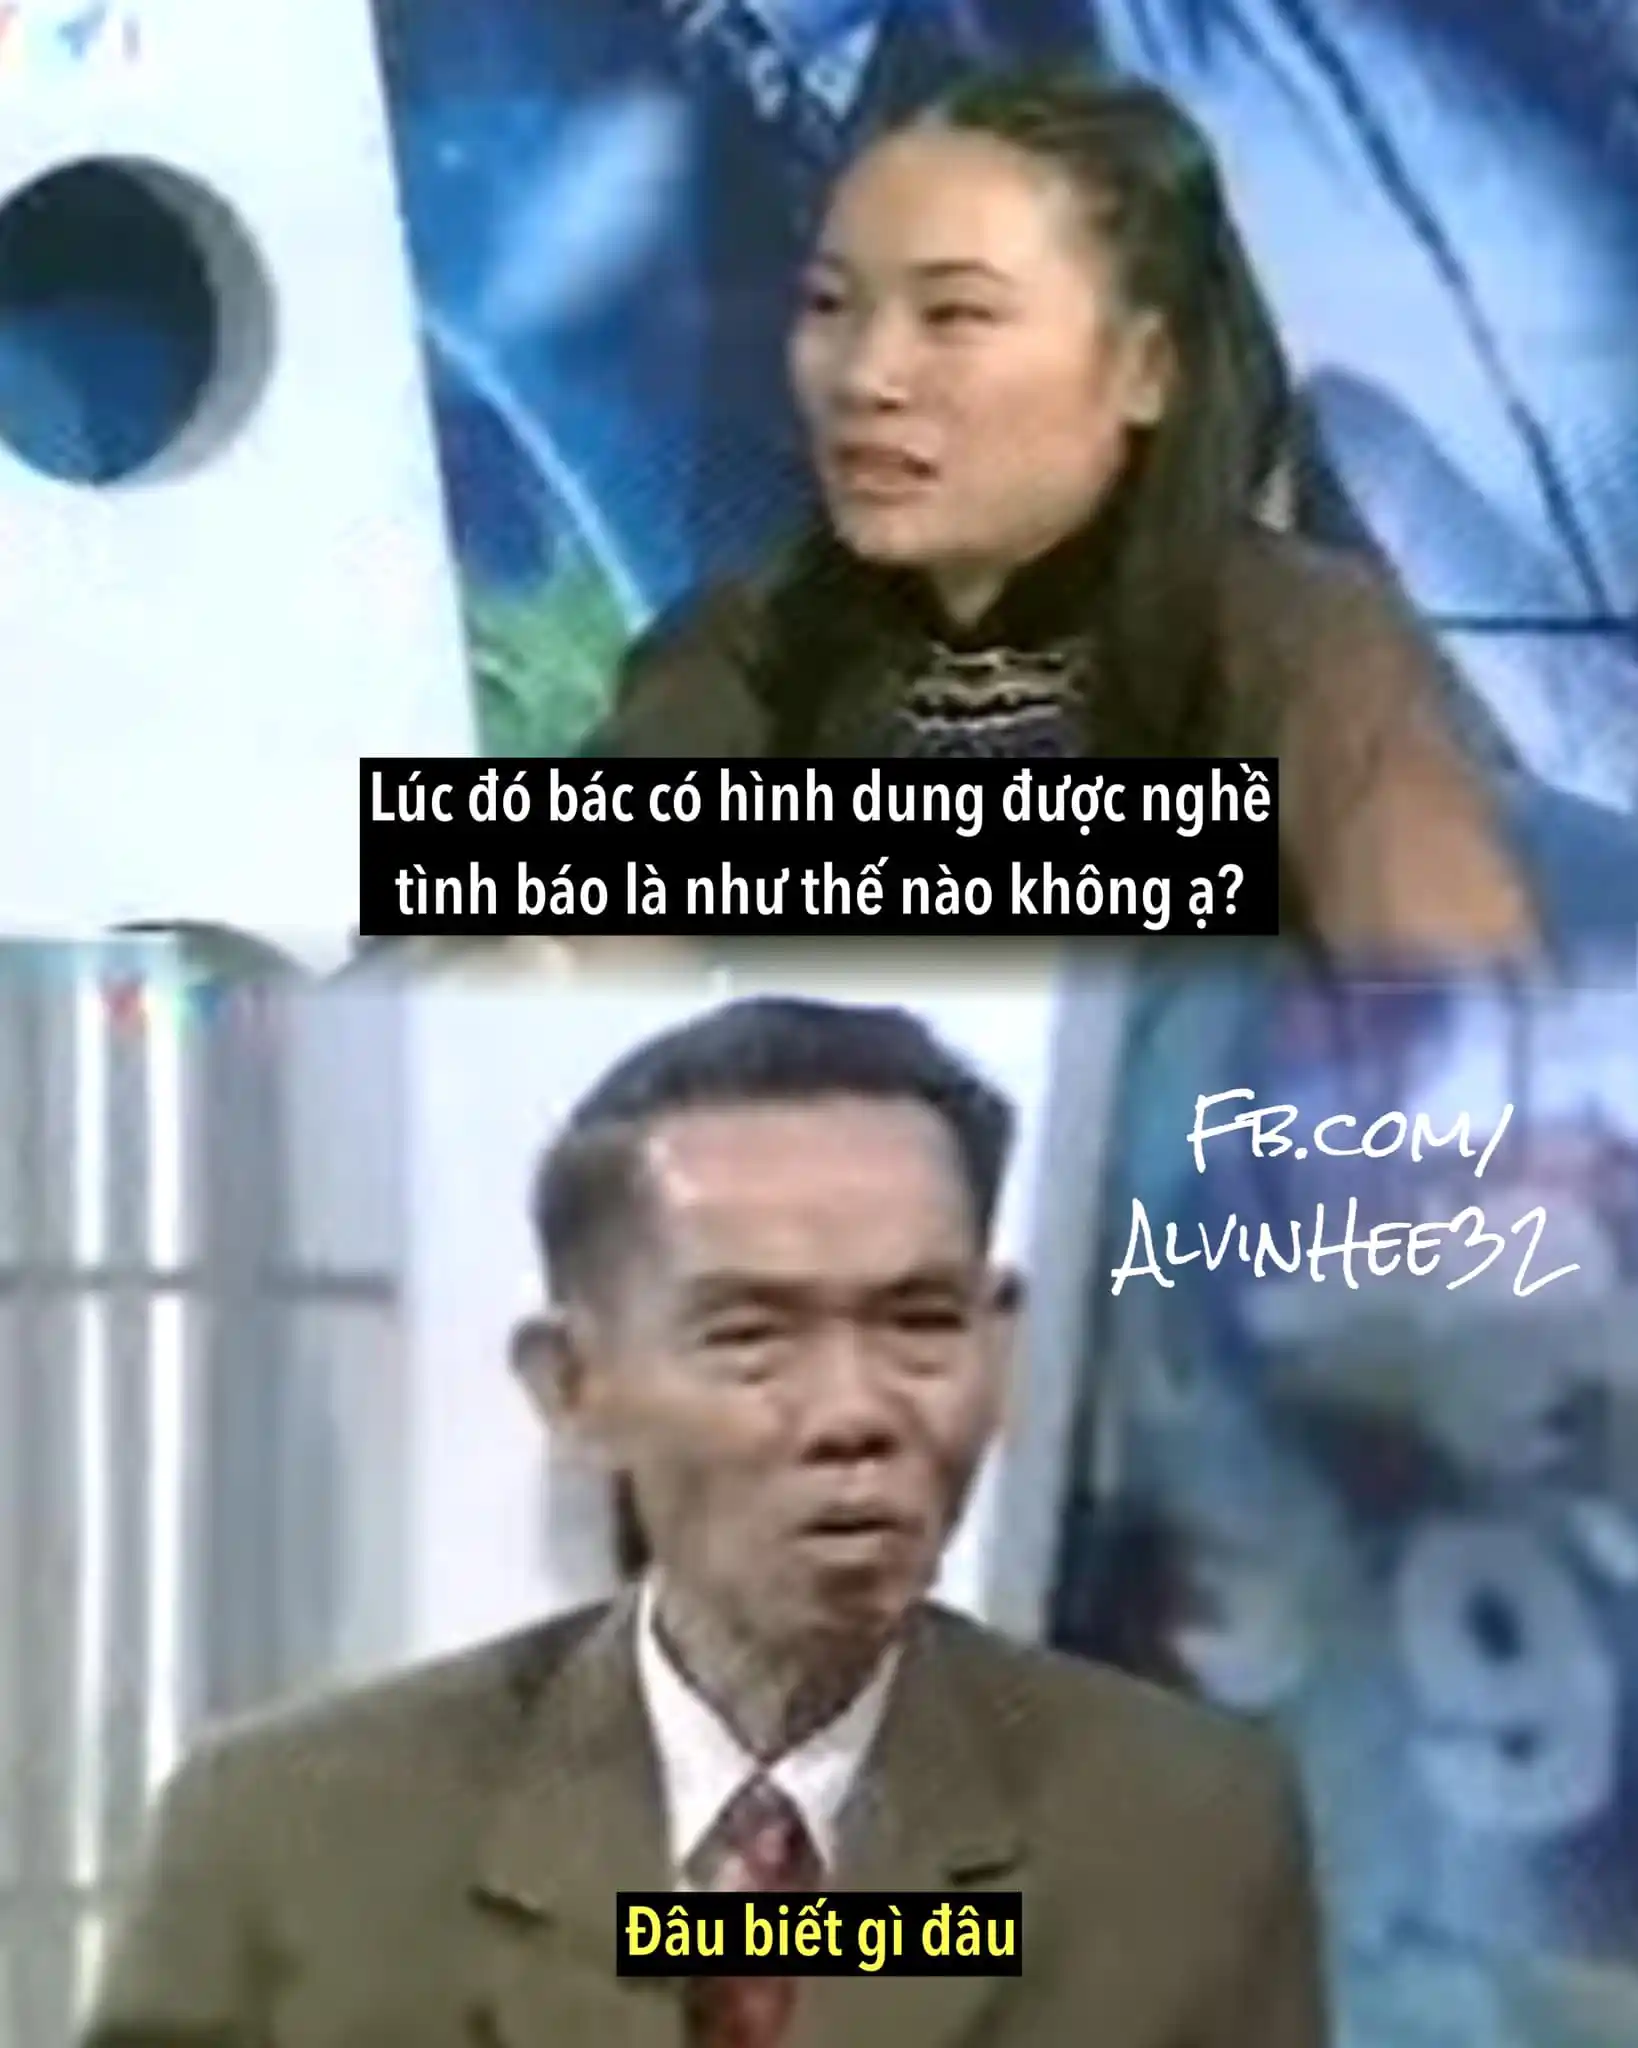 Lúc đó bác có hình dung được nghề
tình báo là như thế nào không ạ?
FB.COM/
ALVINHEE32
Đâu biết gì đâu